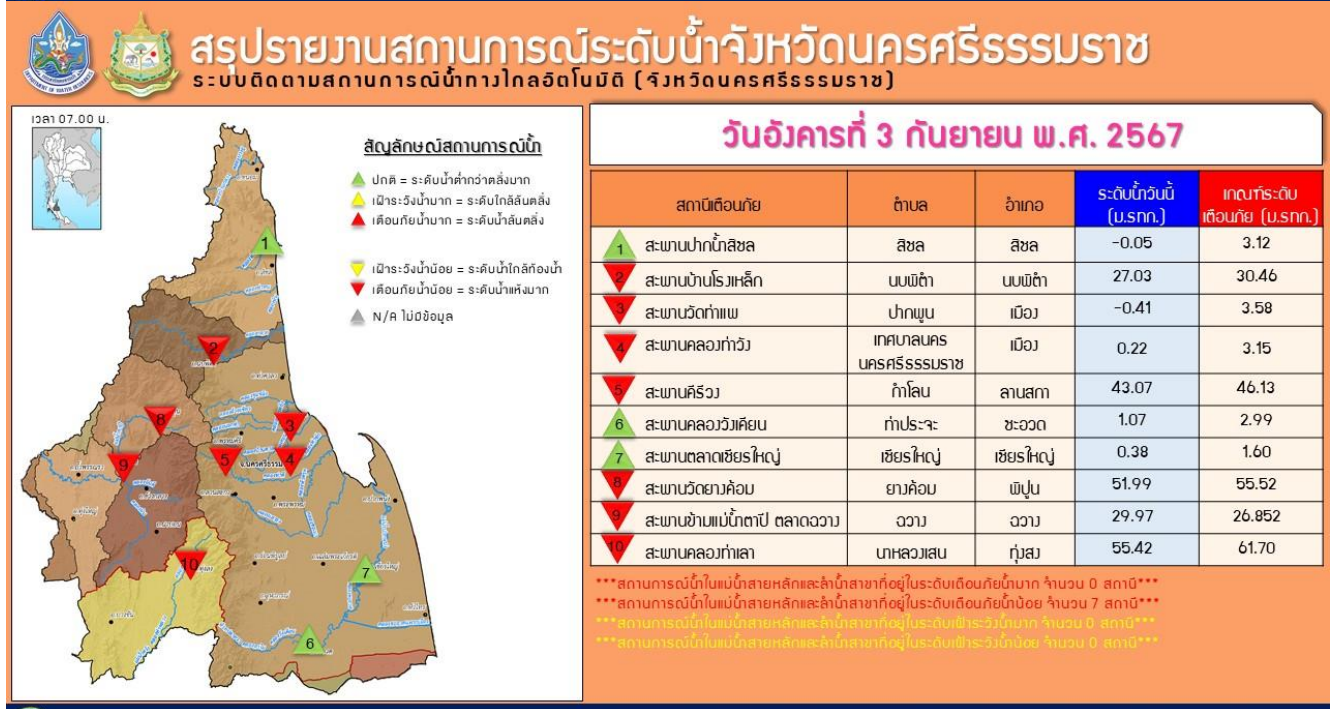 สรุปรายงานสถานการณ์ระดับน้ำจังหวัดนครศรีธรรมราช
ระบบติดตามสถานการณ์น้ำทางไกลอัตโนมัติ (จังหวัดนครศรีธรรมราช)
เวลา 07.00 น.
สัญลักษณ์สถานการณ์น้ำ
ปกติ = ระดับน้ำต่ำกว่าตลิ่งมาก
เฝ้าระวังน้ำมาก = ระดับใกล้ล้นตลิ่ง
เตือนภัยน้ำมาก = ระดับน้ำล้นตลิ่ง
เฝ้าระวังน้ำน้อย = ระดับน้ำใกล้ท้องน้ำ
เตือนภัยน้ำน้อย = ระดับน้ำแห้งมาก
N/A ไม่มีข้อมูล
1
2
8
3
9
5
4
10
7
6
วันอังคารที่ 3 กันยายน พ.ศ. 2567
สถานีเตือนภัย ตำบล อำเภอ ระดับน้ำวันนี้ (ม.รทก.) เกณฑ์ระดับเตือนภัย (ม.รทก.)
1 สะพานปากน้ำสิชล สิชล สิชล -0.05 3.12
2 สะพานบ้านโรงเหล็ก นบพิตำ นบพิตำ 27.03 30.46
3 สะพานวัดท่าแพ ปากพูน เมือง -0.41 3.58
4 สะพานคลองท่าวัง เทศบาลนครนครศรีธรรมราช เมือง 0.22 3.15
5 สะพานคีรีวง กำโลน ลานสกา 43.07 46.13
6 สะพานคลองวังเคียน ท่าประจะ ชะอวด 1.07 2.99
7 สะพานตลาดเชียรใหญ่ เชียรใหญ่ เชียรใหญ่ 0.38 1.60
8 สะพานวัดยางค้อม ยางค้อม พิปูน 51.99 55.52
9 สะพานข้ามแม่น้ำตาปี ตลาดฉวาง ฉวาง ฉวาง 29.97 26.852
10 สะพานคลองท่าเลา นาหลวงเสน ทุ่งสง 55.42 61.70
***สถานการณ์น้ำในแม่น้ำสายหลักและลำน้ำสาขาที่อยู่ในระดับเตือนภัยน้ำมาก จำนวน 0 สถานี***
***สถานการณ์น้ำในแม่น้ำสายหลักและลำน้ำสาขาที่อยู่ในระดับเตือนภัยน้ำน้อย จำนวน 7 สถานี***
***สถานการณ์น้ำในแม่น้ำสายหลักและลำน้ำสาขาที่อยู่ในระดับเฝ้าระวังน้ำมาก จำนวน 0 สถานี***
***สถานการณ์น้ำในแม่น้ำสายหลักและลำน้ำสาขาที่อยู่ในระดับเฝ้าระวังน้ำน้อย จำนวน 0 สถานี***